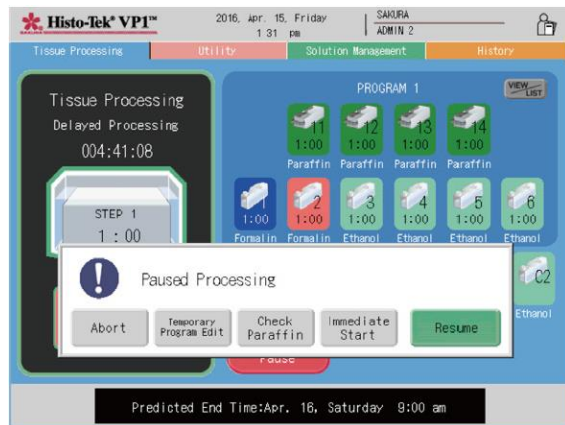 Histo-Tek® VP1™
2016, Apr. 15, Friday
1 31 pm
SAKURA
ADMIN 2
Tissue Processing
Utility
Solution Management
History
Tissue Processing
Delayed Processing
004:41:08
STEP 1
1 : 00
PROGRAM 1
VIEW LIST
11 12 13 14
1:00 1:00 1:00 1:00
Paraffin Paraffin Paraffin Paraffin
1 2 3 4 5 6
1:00 1:00 1:00 1:00 1:00 1:00
Formalin Formalin Ethanol Ethanol Ethanol Ethanol
C2
Ethanol
Paused Processing
Abort
Temporary
Program Edit
Check
Paraffin
Immediate
Start
Resume
Pause
Predicted End Time:Apr. 16, Saturday 9:00 am